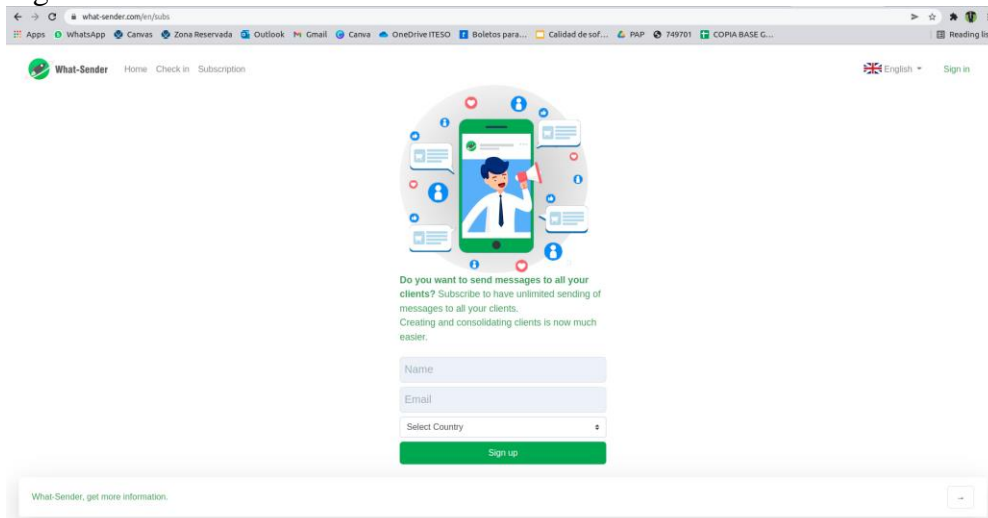 what-sender.com/en/subs
Apps WhatsApp Canvas Zona Reservada Outlook Gmail Canva OneDrive ITESO Boletos para... Calidad de sof... PAP 749701 COPIA BASE G... Reading lis
What-Sender Home Check in Subscription English Sign in
Do you want to send messages to all your
clients? Subscribe to have unlimited sending of
messages to all your clients.
Creating and consolidating clients is now much
easier.
Name
Email
Select Country
Sign up
What-Sender, get more information.